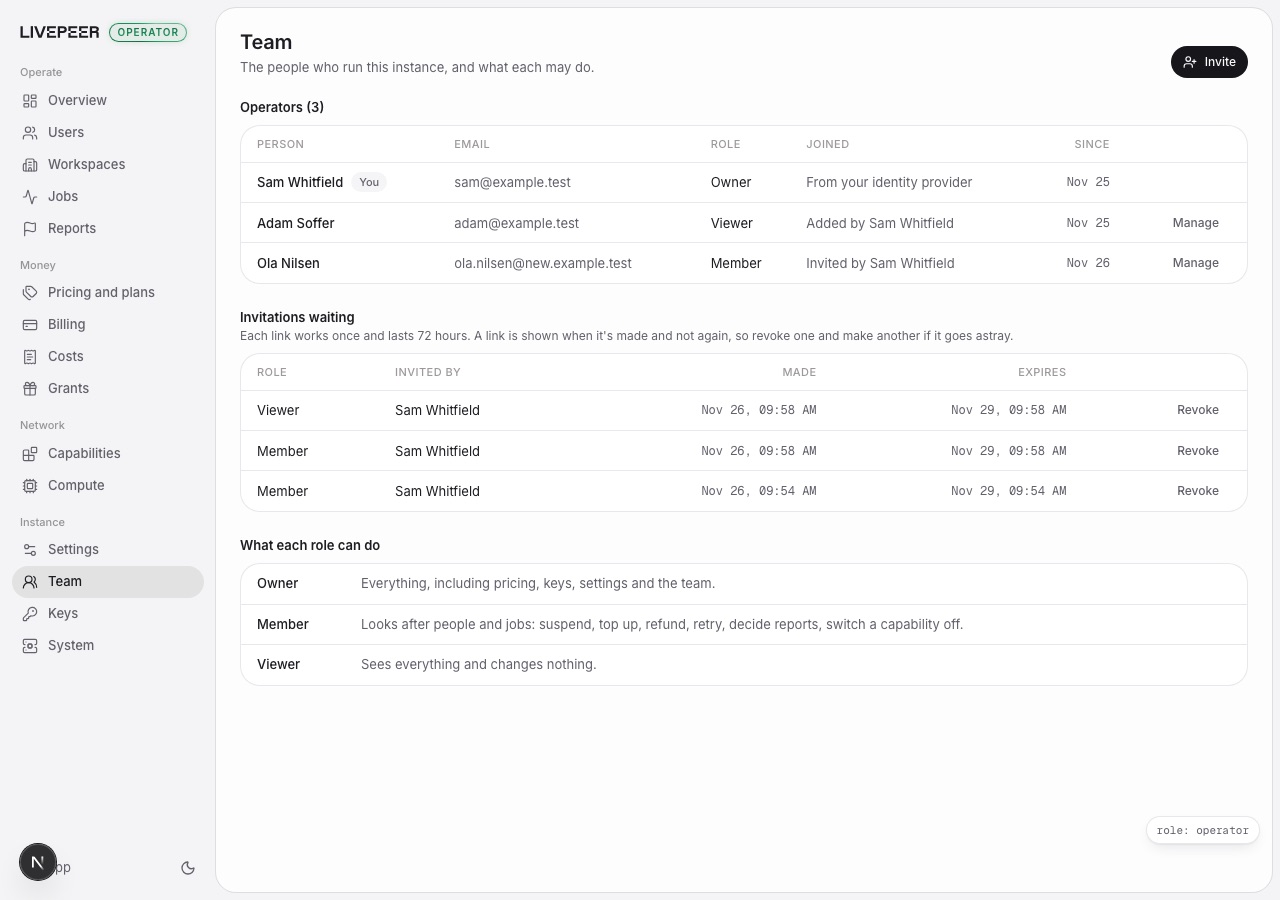 LIVEPEER OPERATOR
Operate
Overview
Users
Workspaces
Jobs
Reports
Money
Pricing and plans
Billing
Costs
Grants
Network
Capabilities
Compute
Instance
Settings
Team
Keys
System
N pp
Team
The people who run this instance, and what each may do.
Invite
Operators (3)
PERSON EMAIL ROLE JOINED SINCE
Sam Whitfield You sam@example.test Owner From your identity provider Nov 25
Adam Soffer adam@example.test Viewer Added by Sam Whitfield Nov 25 Manage
Ola Nilsen ola.nilsen@new.example.test Member Invited by Sam Whitfield Nov 26 Manage
Invitations waiting
Each link works once and lasts 72 hours. A link is shown when it's made and not again, so revoke one and make another if it goes astray.
ROLE INVITED BY MADE EXPIRES
Viewer Sam Whitfield Nov 26, 09:58 AM Nov 29, 09:58 AM Revoke
Member Sam Whitfield Nov 26, 09:58 AM Nov 29, 09:58 AM Revoke
Member Sam Whitfield Nov 26, 09:54 AM Nov 29, 09:54 AM Revoke
What each role can do
Owner Everything, including pricing, keys, settings and the team.
Member Looks after people and jobs: suspend, top up, refund, retry, decide reports, switch a capability off.
Viewer Sees everything and changes nothing.
role: operator